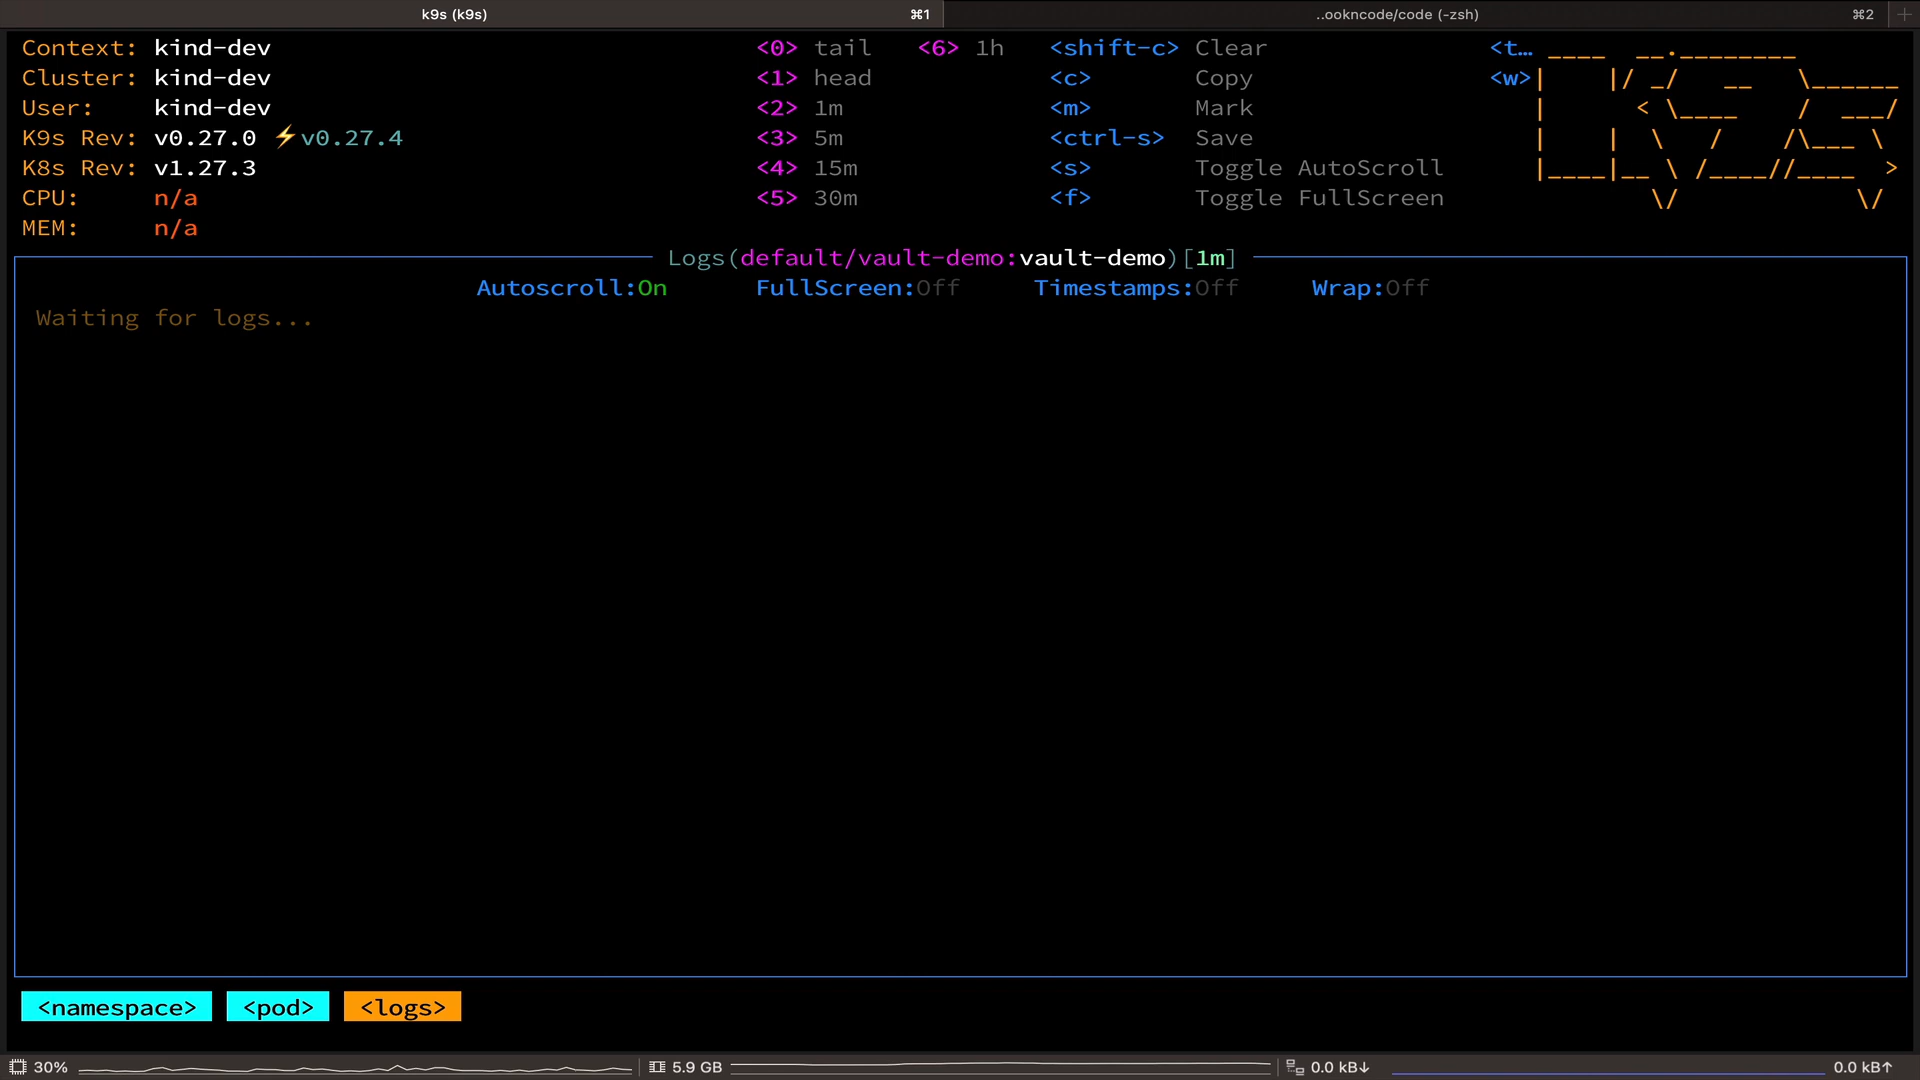 k9s (k9s) ⌘1 ..ookncode/code (-zsh) ⌘2
Context: kind-dev <0> tail <6> 1h <shift-c> Clear <t…
Cluster: kind-dev <1> head <c> Copy <w>
User: kind-dev <2> 1m <m> Mark
K9s Rev: v0.27.0 ⚡v0.27.4 <3> 5m <ctrl-s> Save
K8s Rev: v1.27.3 <4> 15m <s> Toggle AutoScroll
CPU: n/a <5> 30m <f> Toggle FullScreen
MEM: n/a
Logs(default/vault-demo:vault-demo)[1m]
Autoscroll:On FullScreen:Off Timestamps:Off Wrap:Off
Waiting for logs...
<namespace> <pod> <logs>
30% 5.9 GB 0.0 kB↓ 0.0 kB↑